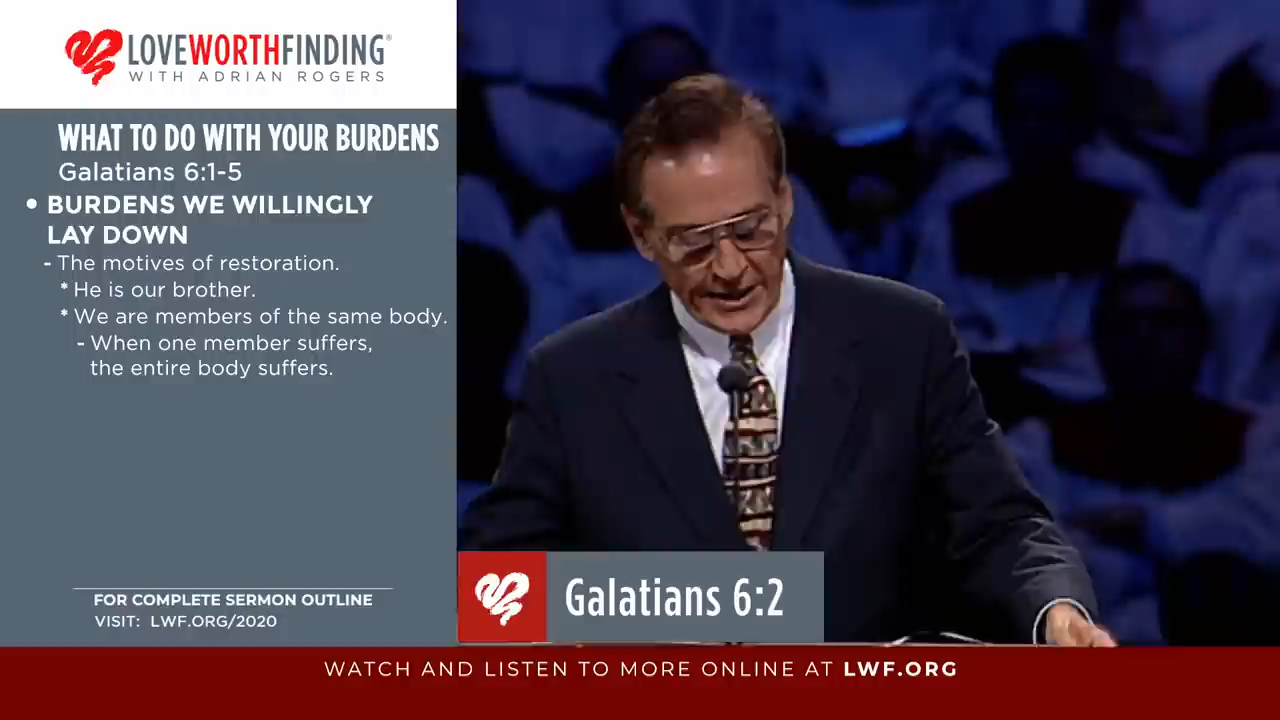 LOVEWORTHFINDING®
WITH ADRIAN ROGERS
WHAT TO DO WITH YOUR BURDENS
Galatians 6:1-5
• BURDENS WE WILLINGLY
LAY DOWN
- The motives of restoration.
* He is our brother.
* We are members of the same body.
- When one member suffers,
the entire body suffers.
FOR COMPLETE SERMON OUTLINE
VISIT: LWF.ORG/2020
Galatians 6:2
WATCH AND LISTEN TO MORE ONLINE AT LWF.ORG